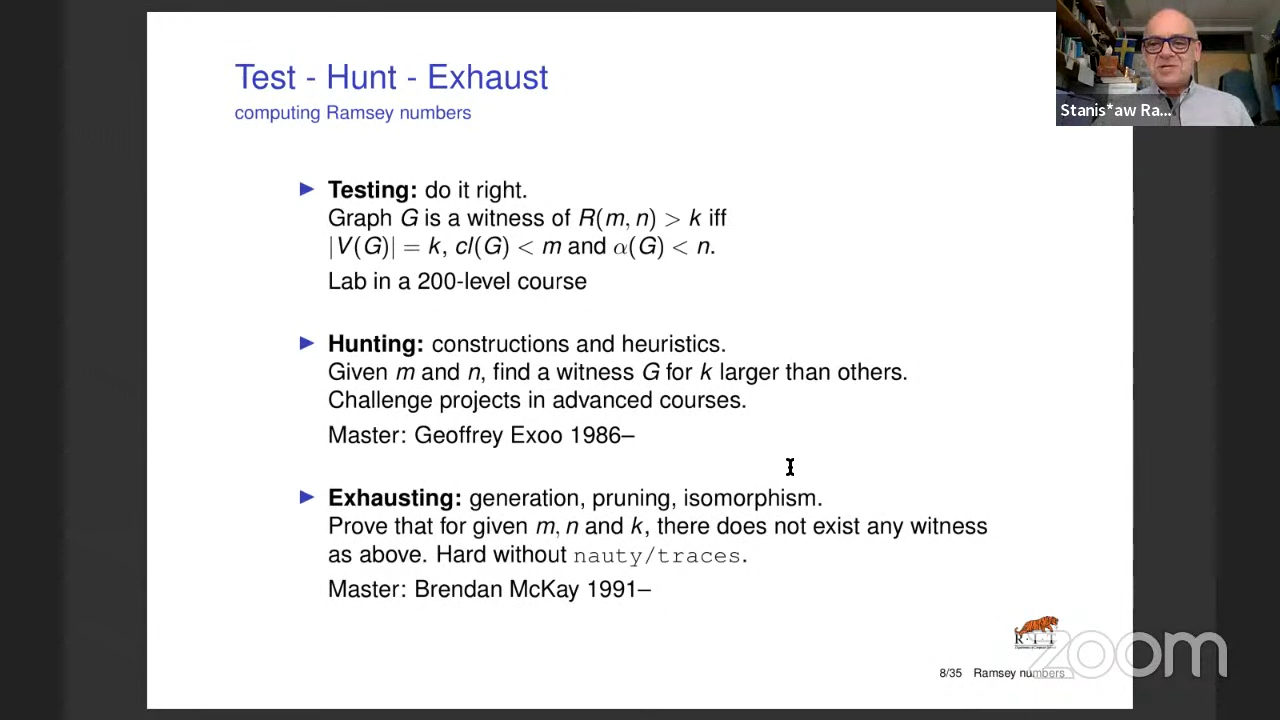 Test - Hunt - Exhaust
computing Ramsey numbers
Stanis*aw Ra...
▶ Testing: do it right.
Graph G is a witness of R(m, n) > k iff
|V(G)| = k, cl(G) < m and α(G) < n.
Lab in a 200-level course
▶ Hunting: constructions and heuristics.
Given m and n, find a witness G for k larger than others.
Challenge projects in advanced courses.
Master: Geoffrey Exoo 1986–
▶ Exhausting: generation, pruning, isomorphism.
Prove that for given m, n and k, there does not exist any witness
as above. Hard without nauty/traces.
Master: Brendan McKay 1991–
R·I·T
zoom
8/35 Ramsey numbers